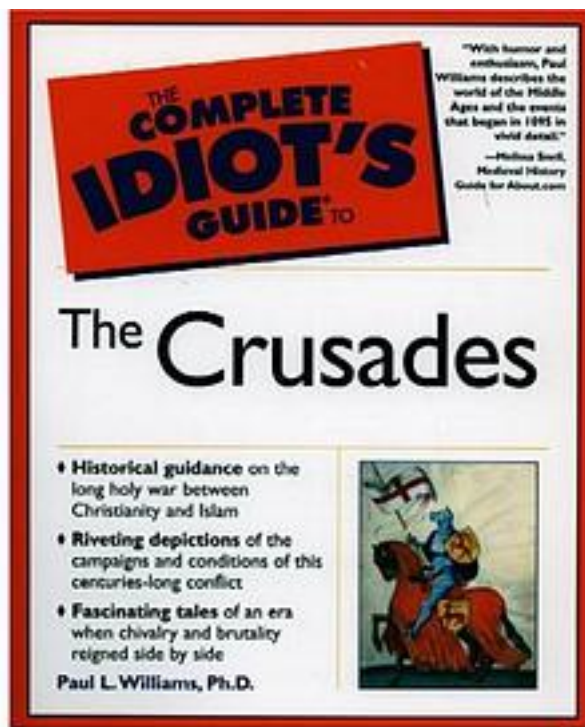 THE
COMPLETE
IDIOT'S
GUIDE® TO
"With humor and
enthusiasm, Paul
Williams describes the
world of the Middle
Ages and the events
that began in 1095 in
vivid detail."
—Melissa Snell,
Medieval History
Guide for About.com
The Crusades
♦ Historical guidance on the
long holy war between
Christianity and Islam
♦ Riveting depictions of the
campaigns and conditions of this
centuries-long conflict
♦ Fascinating tales of an era
when chivalry and brutality
reigned side by side
Paul L. Williams, Ph.D.